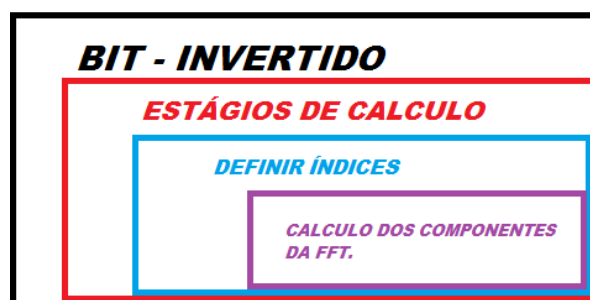 BIT - INVERTIDO
ESTÁGIOS DE CALCULO
DEFINIR ÍNDICES
CALCULO DOS COMPONENTES
DA FFT.